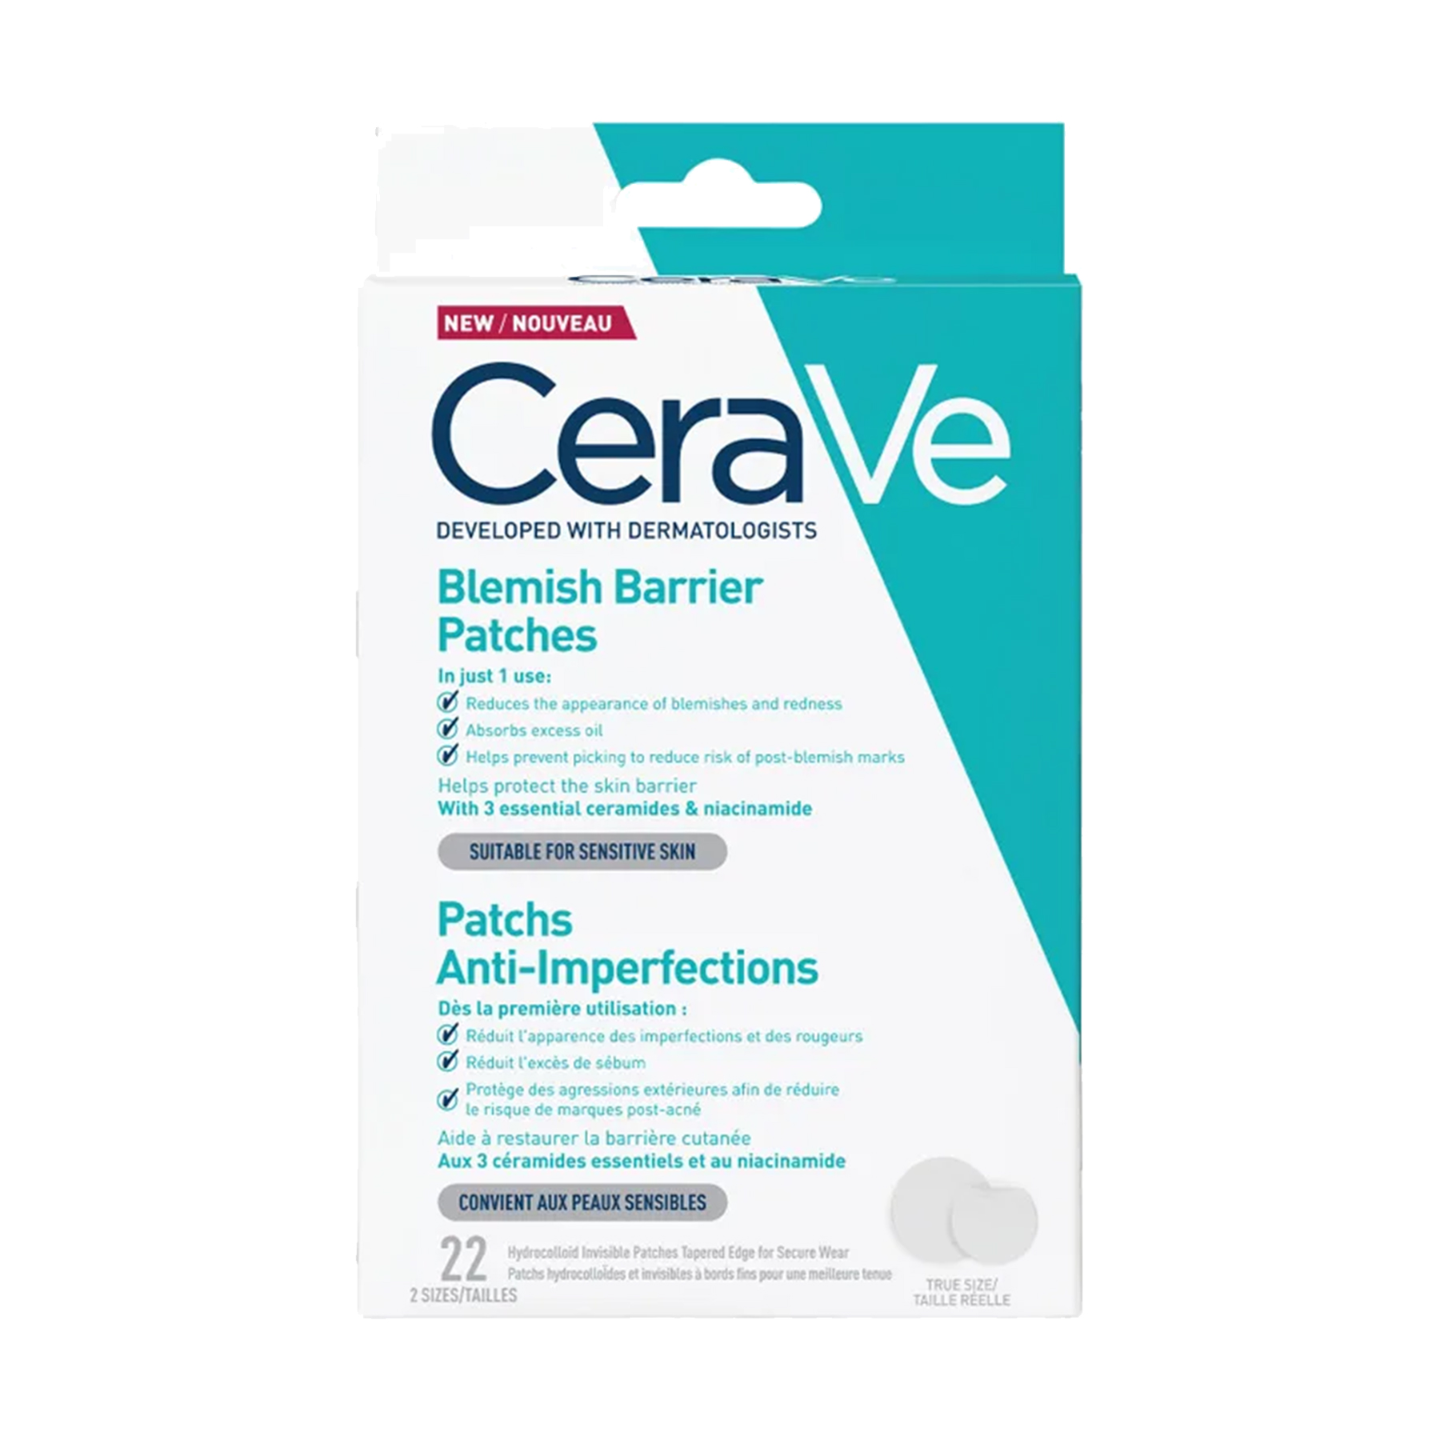 NEW / NOUVEAU
CeraVe
DEVELOPED WITH DERMATOLOGISTS
Blemish Barrier
Patches
In just 1 use:
Reduces the appearance of blemishes and redness
Absorbs excess oil
Helps prevent picking to reduce risk of post-blemish marks
Helps protect the skin barrier
With 3 essential ceramides & niacinamide
SUITABLE FOR SENSITIVE SKIN
Patchs
Anti-Imperfections
Dès la première utilisation :
Réduit l'apparence des imperfections et des rougeurs
Réduit l'excès de sébum
Protège des agressions extérieures afin de réduire
le risque de marques post-acné
Aide à restaurer la barrière cutanée
Aux 3 céramides essentiels et au niacinamide
CONVIENT AUX PEAUX SENSIBLES
22 Hydrocolloid Invisible Patches Tapered Edge for Secure Wear
Patchs hydrocolloïdes et invisibles à bords fins pour une meilleure tenue
2 SIZES/TAILLES
TRUE SIZE/
TAILLE RÉELLE